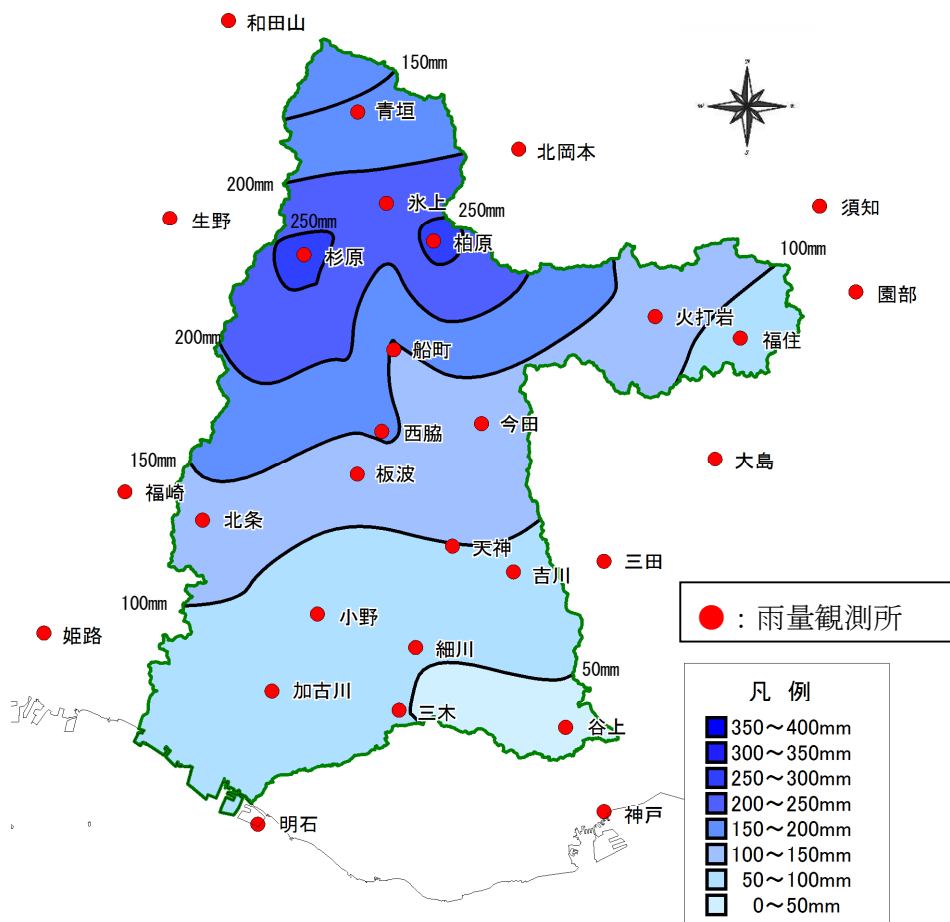 和田山
150mm
青垣
北岡本
200mm
氷上
須知
生野
250mm
250mm
柏原
杉原
100mm
園部
火打岩
福住
200mm
船町
今田
西脇
150mm
板波
大島
福崎
北条
天神
三田
吉川
100mm
小野
姫路
細川
50mm
加古川
三木
谷上
明石
神戸
●：雨量観測所
凡 例
350～400mm
300～350mm
250～300mm
200～250mm
150～200mm
100～150mm
50～100mm
0～50mm